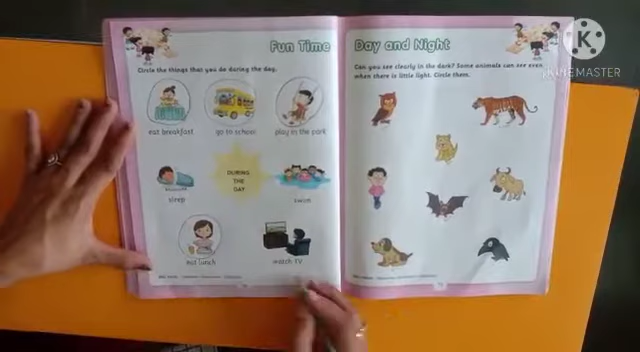 Fun Time
Circle the things that you do during the day.
eat breakfast
go to school
play in the park
DURING
THE
DAY
sleep
swim
eat lunch
watch TV
Day and Night
Can you see clearly in the dark? Some animals can see even
when there is little light. Circle them.
K
KINEMASTER